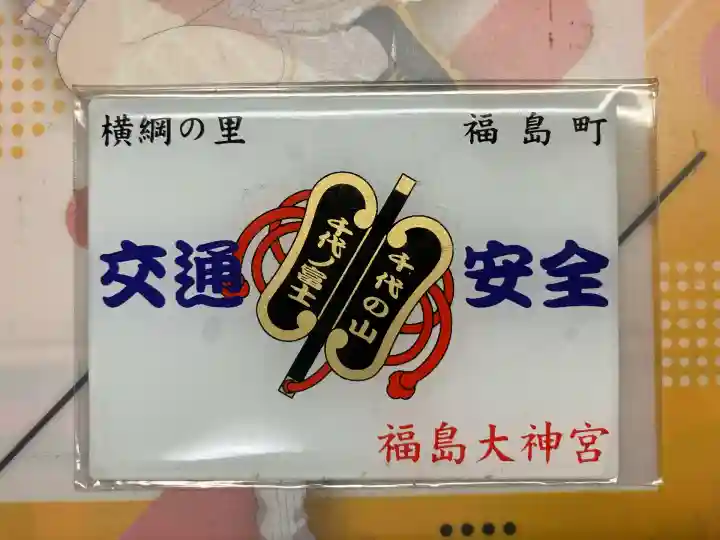 横綱の里
福島町
交通
安全
千代ノ富士
千代の山
福島大神宮